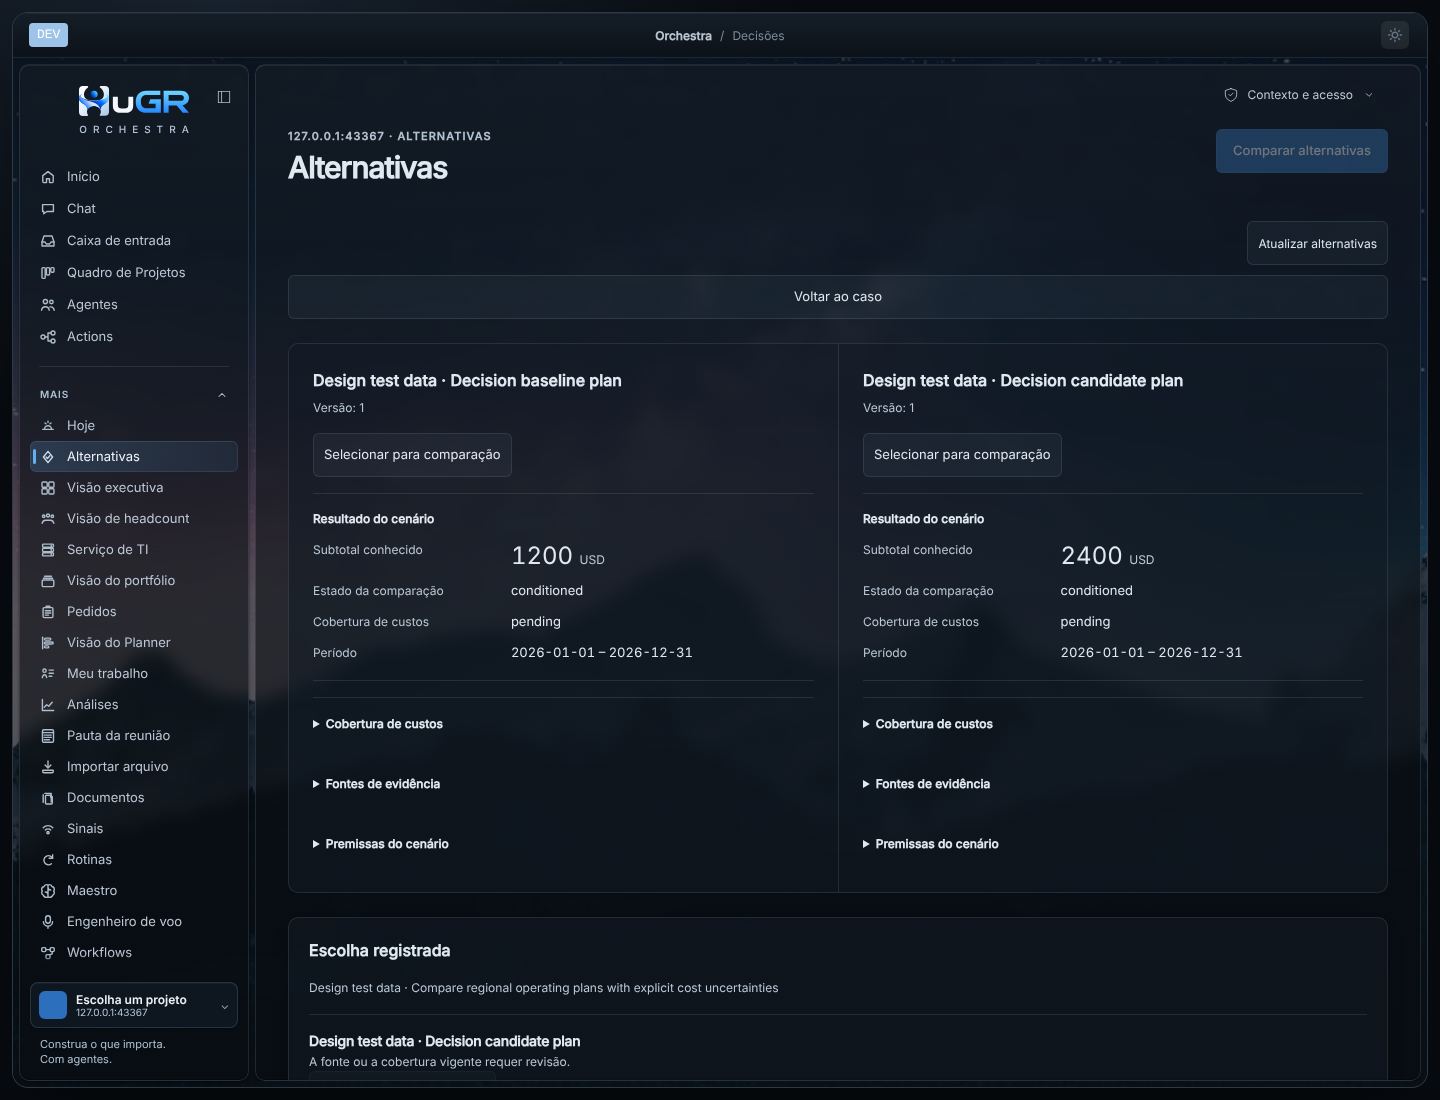 DEV
Orchestra / Decisões
HuGR
ORCHESTRA
Início
Chat
Caixa de entrada
Quadro de Projetos
Agentes
Actions
MAIS
Hoje
Alternativas
Visão executiva
Visão de headcount
Serviço de TI
Visão do portfólio
Pedidos
Visão do Planner
Meu trabalho
Análises
Pauta da reunião
Importar arquivo
Documentos
Sinais
Rotinas
Maestro
Engenheiro de voo
Workflows
Escolha um projeto
127.0.0.1:43367
Construa o que importa.
Com agentes.
Contexto e acesso
127.0.0.1:43367 · ALTERNATIVAS
Alternativas
Comparar alternativas
Atualizar alternativas
Voltar ao caso
Design test data · Decision baseline plan
Versão: 1
Selecionar para comparação
Resultado do cenário
Subtotal conhecido 1200 USD
Estado da comparação conditioned
Cobertura de custos pending
Período 2026-01-01 – 2026-12-31
Cobertura de custos
Fontes de evidência
Premissas do cenário
Design test data · Decision candidate plan
Versão: 1
Selecionar para comparação
Resultado do cenário
Subtotal conhecido 2400 USD
Estado da comparação conditioned
Cobertura de custos pending
Período 2026-01-01 – 2026-12-31
Cobertura de custos
Fontes de evidência
Premissas do cenário
Escolha registrada
Design test data · Compare regional operating plans with explicit cost uncertainties
Design test data · Decision candidate plan
A fonte ou a cobertura vigente requer revisão.